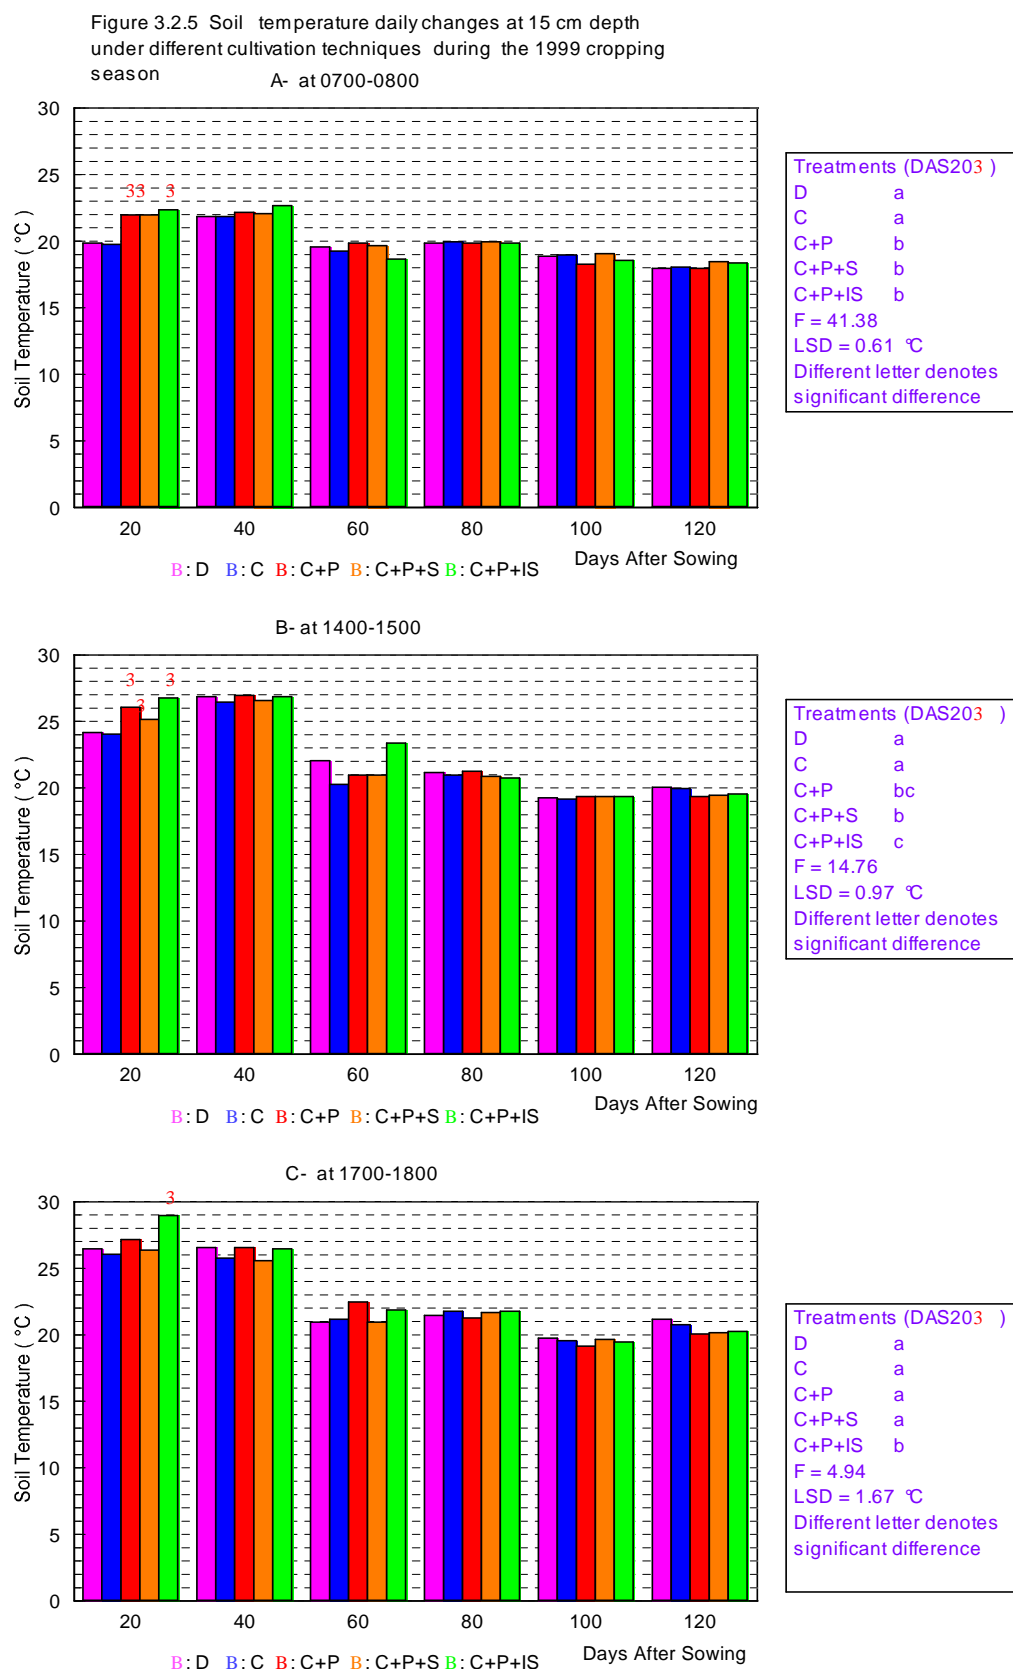 Figure 3.2.5 Soil temperature daily changes at 15 cm depth
under different cultivation techniques during the 1999 cropping
season
A- at 0700-0800
30
25
20
15
10
5
0
Soil Temperature ( °C )
33 3
20 40 60 80 100 120
Days After Sowing
B: D B: C B: C+P B: C+P+S B: C+P+IS
Treatments (DAS203 )
D a
C a
C+P b
C+P+S b
C+P+IS b
F = 41.38
LSD = 0.61 °C
Different letter denotes
significant difference
B- at 1400-1500
30
25
20
15
10
5
0
Soil Temperature ( °C )
3 3
3
20 40 60 80 100 120
Days After Sowing
B: D B: C B: C+P B: C+P+S B: C+P+IS
Treatments (DAS203 )
D a
C a
C+P bc
C+P+S b
C+P+IS c
F = 14.76
LSD = 0.97 °C
Different letter denotes
significant difference
C- at 1700-1800
30
25
20
15
10
5
0
Soil Temperature ( °C )
3
20 40 60 80 100 120
Days After Sowing
B: D B: C B: C+P B: C+P+S B: C+P+IS
Treatments (DAS203 )
D a
C a
C+P a
C+P+S a
C+P+IS b
F = 4.94
LSD = 1.67 °C
Different letter denotes
significant difference